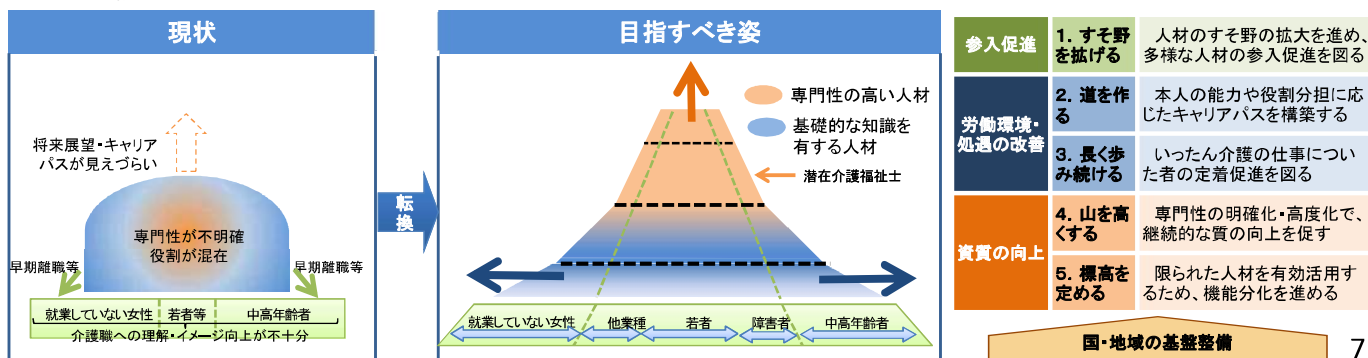 現状
将来展望・キャリア
パスが見えづらい
専門性が不明確
役割が混在
早期離職等
早期離職等
就業していない女性
若者等
中高年齢者
介護職への理解・イメージ向上が不十分
転換
目指すべき姿
専門性の高い人材
基礎的な知識を
有する人材
潜在介護福祉士
就業していない女性
他業種
若者
障害者
中高年齢者
参入促進
1. すそ野
を拡げる
人材のすそ野の拡大を進め、
多様な人材の参入促進を図る
労働環境・
処遇の改善
2. 道を作
る
本人の能力や役割分担に応
じたキャリアパスを構築する
3. 長く歩
み続ける
いったん介護の仕事につい
た者の定着促進を図る
資質の向上
4. 山を高
くする
専門性の明確化・高度化で、
継続的な質の向上を促す
5. 標高を
定める
限られた人材を有効活用す
るため、機能分化を進める
国・地域の基盤整備
7